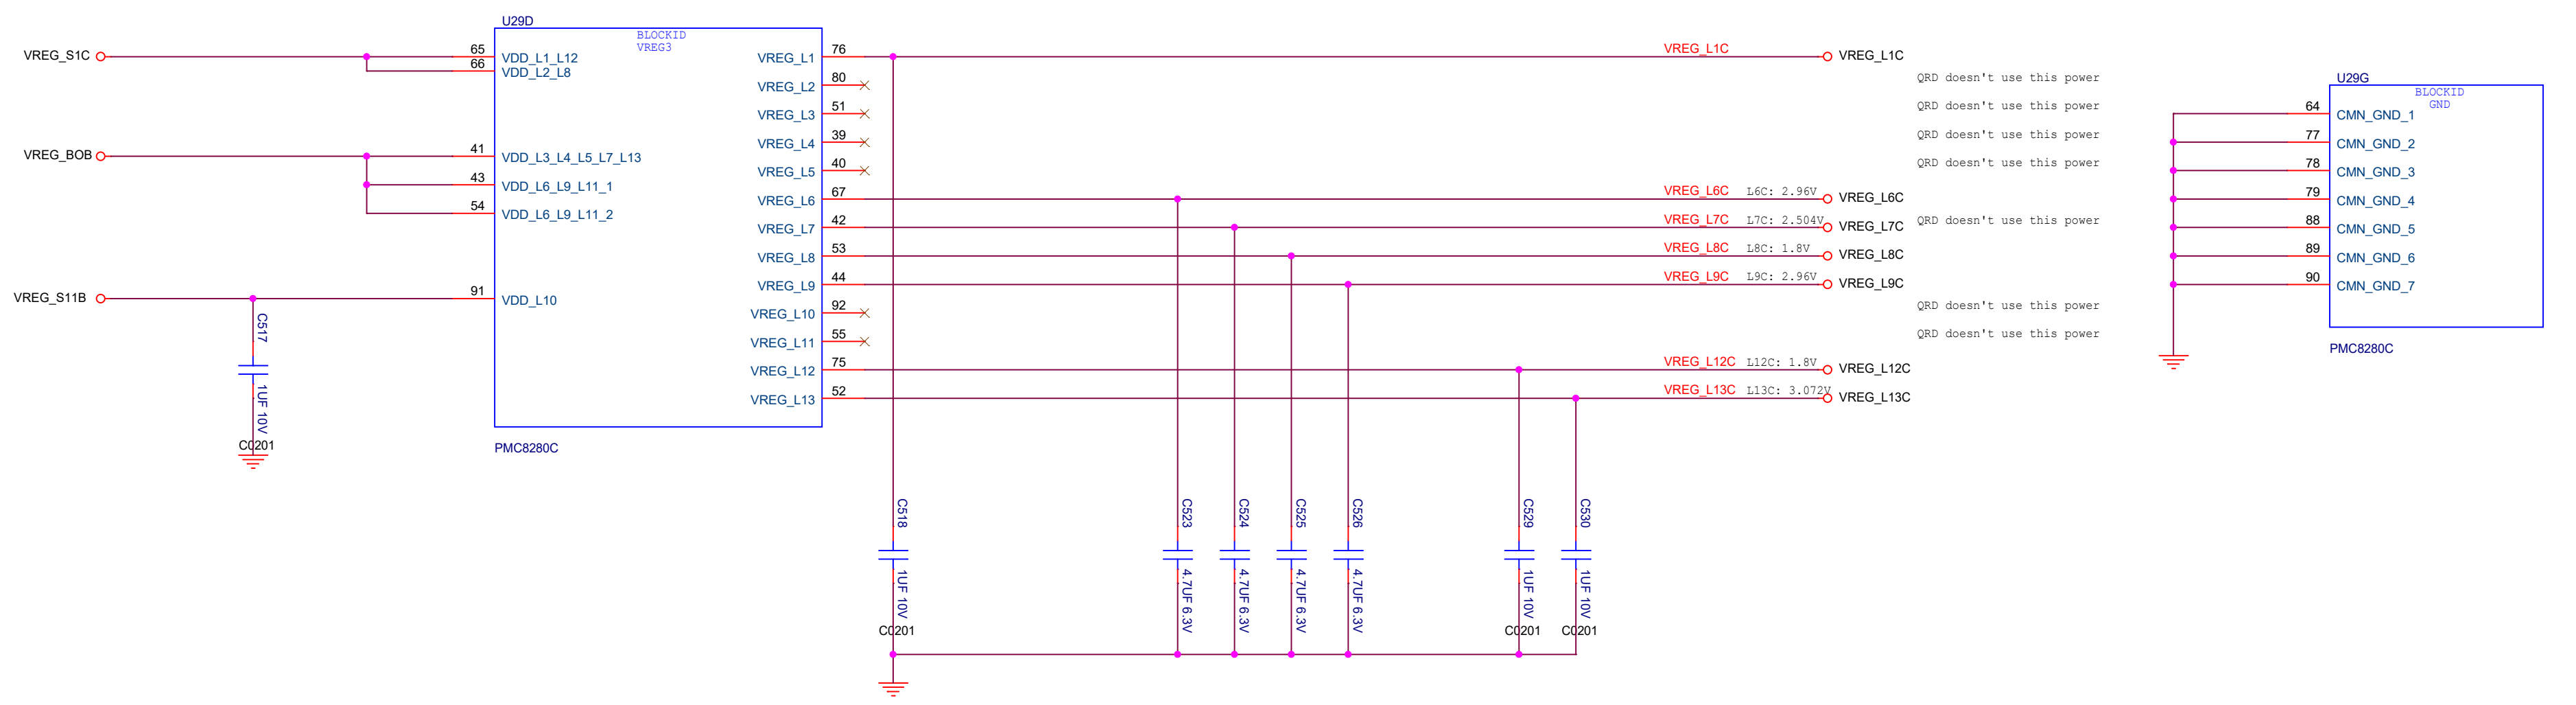 U29D
BLOCKID
VREG3
VREG_S1C
65
VDD_L1_L12
66
VDD_L2_L8
VREG_BOB
41
VDD_L3_L4_L5_L7_L13
43
VDD_L6_L9_L11_1
54
VDD_L6_L9_L11_2
VREG_S11B
91
VDD_L10
C517
1UF 10V
C0201
PMC8280C
VREG_L1
76
VREG_L1C
VREG_L1C
VREG_L2
80
QRD doesn't use this power
VREG_L3
51
QRD doesn't use this power
VREG_L4
39
QRD doesn't use this power
VREG_L5
40
QRD doesn't use this power
VREG_L6
67
VREG_L6C
L6C: 2.96V
VREG_L6C
VREG_L7
42
VREG_L7C
L7C: 2.504V
VREG_L7C
QRD doesn't use this power
VREG_L8
53
VREG_L8C
L8C: 1.8V
VREG_L8C
VREG_L9
44
VREG_L9C
L9C: 2.96V
VREG_L9C
VREG_L10
92
QRD doesn't use this power
VREG_L11
55
QRD doesn't use this power
VREG_L12
75
VREG_L12C
L12C: 1.8V
VREG_L12C
VREG_L13
52
VREG_L13C
L13C: 3.072V
VREG_L13C
C518
1UF 10V
C0201
C523
4.7UF 6.3V
C524
4.7UF 6.3V
C525
4.7UF 6.3V
C526
4.7UF 6.3V
C529
1UF 10V
C0201
C530
1UF 10V
C0201
U29G
BLOCKID
GND
64
CMN_GND_1
77
CMN_GND_2
78
CMN_GND_3
79
CMN_GND_4
88
CMN_GND_5
89
CMN_GND_6
90
CMN_GND_7
PMC8280C